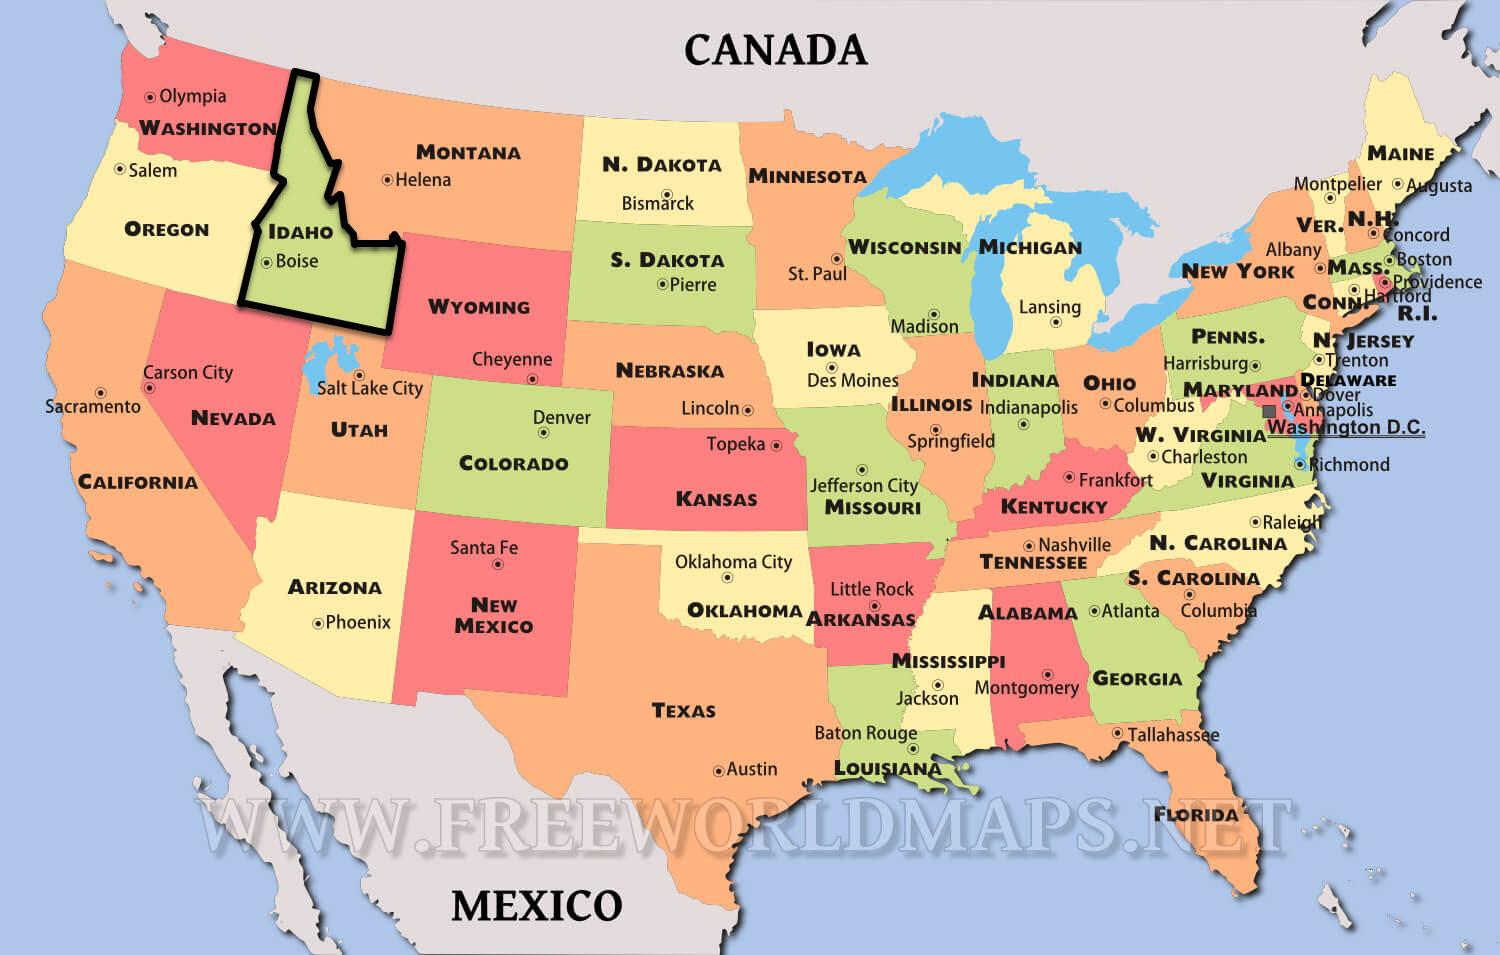 CANADA
Olympia
WASHINGTON
MONTANA
Helena
N. DAKOTA
Bismarck
MINNESOTA
St. Paul
MAINE
Augusta
Montpelier
VER.
N.H.
Concord
Salem
OREGON
IDAHO
Boise
S. DAKOTA
Pierre
WISCONSIN
Madison
MICHIGAN
Lansing
Albany
NEW YORK
MASS.
Boston
Providence
CONN.
Hartford
R.I.
WYOMING
Cheyenne
IOWA
Des Moines
PENNS.
Harrisburg
N. JERSEY
Trenton
Carson City
NEVADA
Sacramento
CALIFORNIA
Salt Lake City
UTAH
NEBRASKA
Lincoln
ILLINOIS
Springfield
INDIANA
Indianapolis
OHIO
Columbus
MARYLAND
DELAWARE
Dover
Annapolis
Washington D.C.
Denver
COLORADO
Topeka
KANSAS
Jefferson City
MISSOURI
Frankfort
KENTUCKY
W. VIRGINIA
Charleston
Richmond
VIRGINIA
Raleigh
N. CAROLINA
ARIZONA
Phoenix
Santa Fe
NEW
MEXICO
Oklahoma City
OKLAHOMA
Little Rock
ARKANSAS
Nashville
TENNESSEE
S. CAROLINA
Columbia
MISSISSIPPI
Jackson
ALABAMA
Montgomery
Atlanta
GEORGIA
TEXAS
Austin
Baton Rouge
LOUISIANA
Tallahassee
FLORIDA
WWW.FREEWORLDMAPS.NET
MEXICO